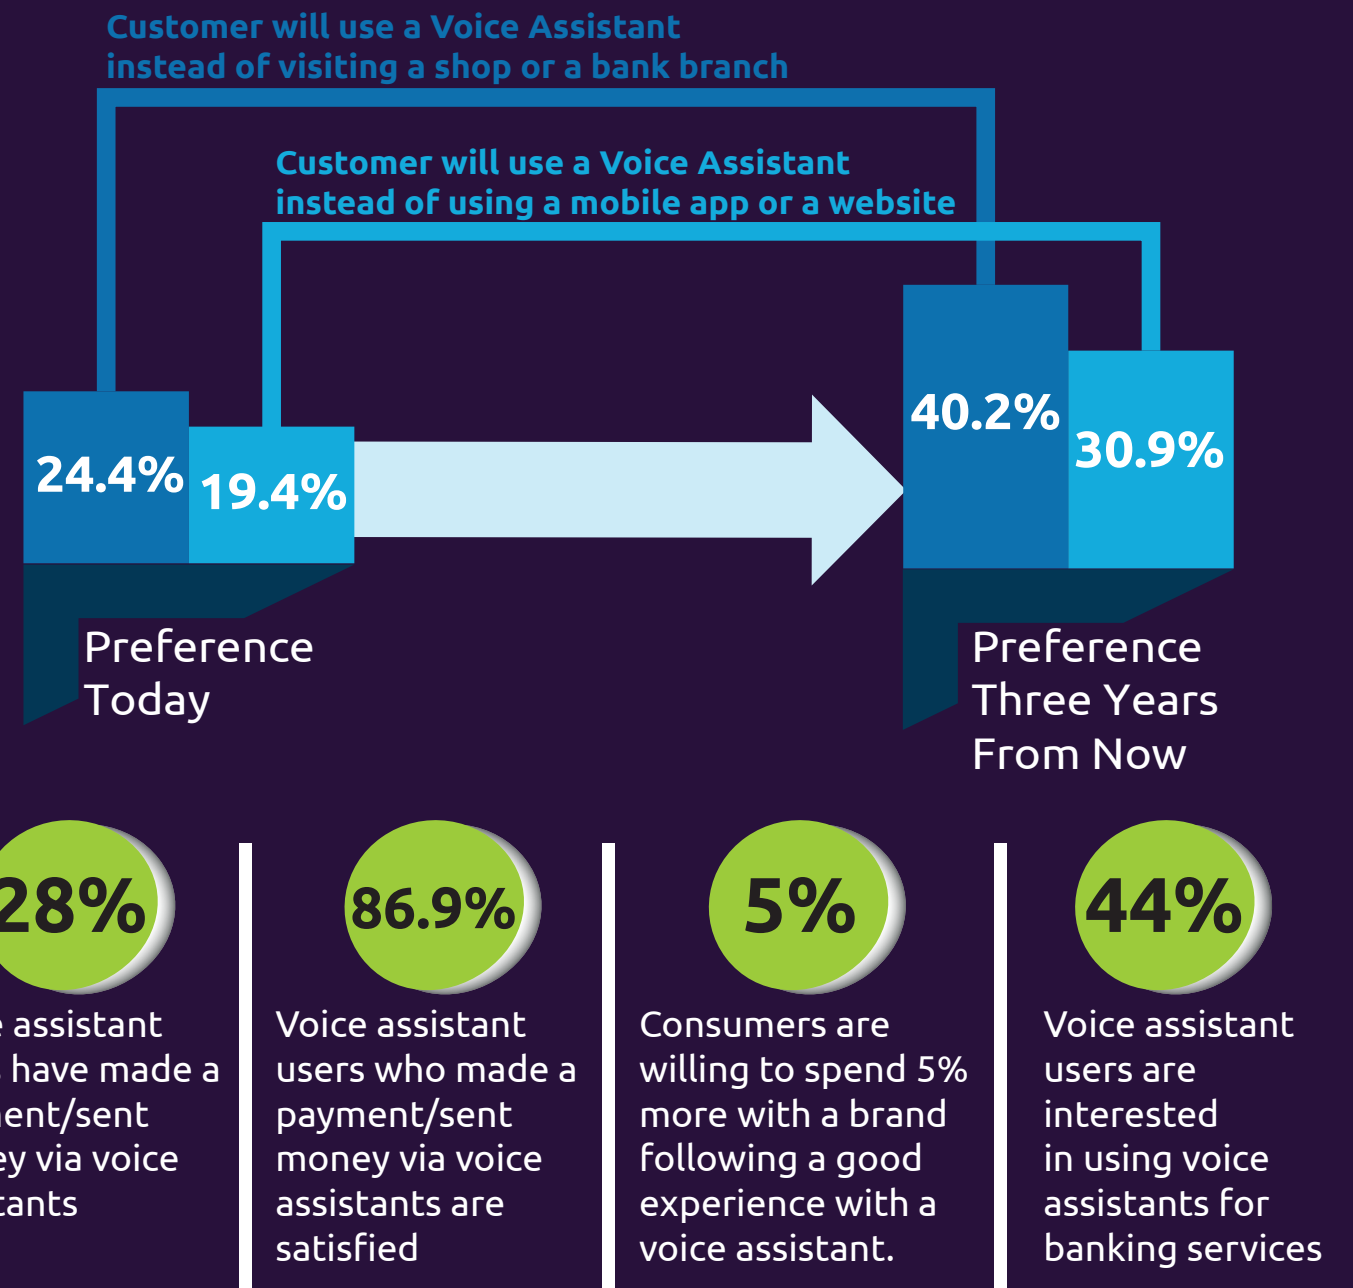 Customer will use a Voice Assistant
instead of visiting a shop or a bank branch
Customer will use a Voice Assistant
instead of using a mobile app or a website
24.4%
19.4%
40.2%
30.9%
Preference
Today
Preference
Three Years
From Now
28%
assistant
have made a
via voice
86.9%
Voice assistant
users who made a
payment/sent
money via voice
assistants are
satisfied
5%
Consumers are
willing to spend 5%
more with a brand
following a good
experience with a
voice assistant.
44%
Voice assistant
users are
interested
in using voice
assistants for
banking services